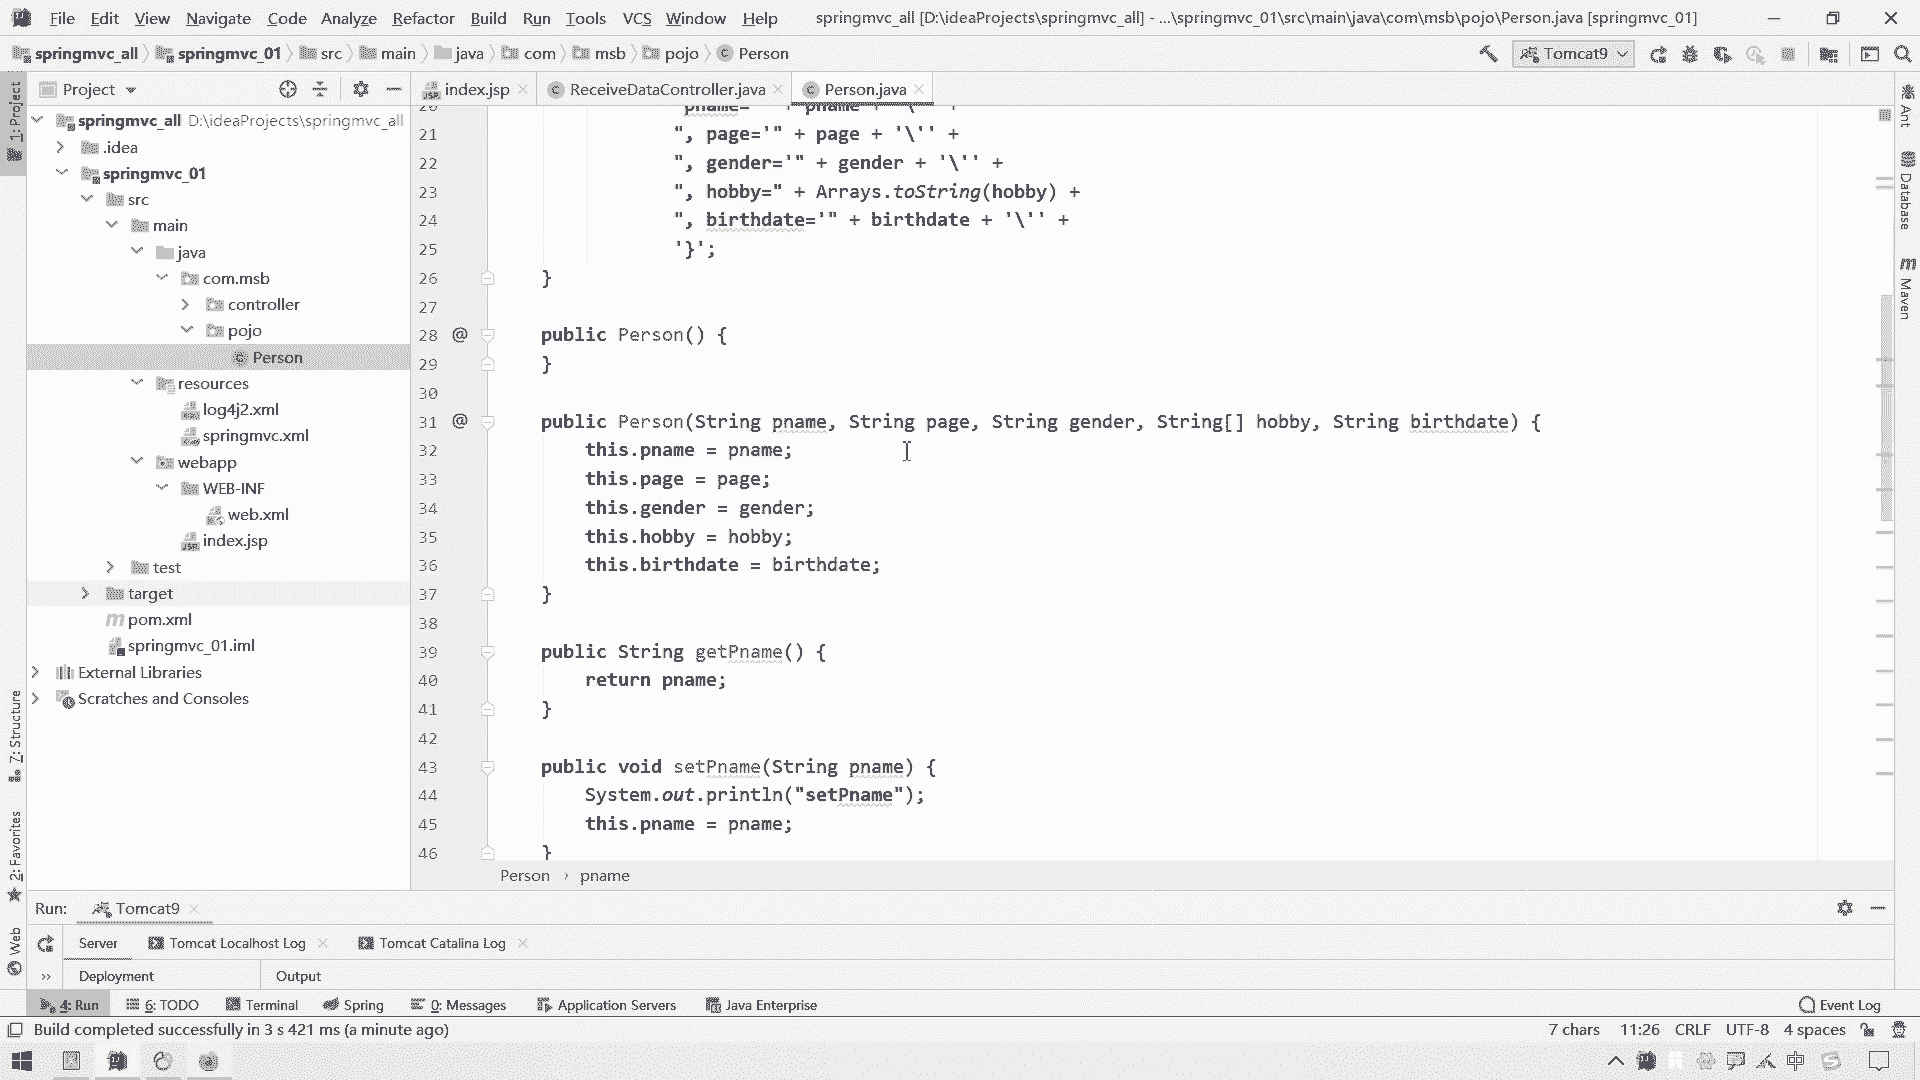 File Edit View Navigate Code Analyze Refactor Build Run Tools VCS Window Help springmvc_all [D:\ideaProjects\springmvc_all] - ...\springmvc_01\src\main\java\com\msb\pojo\Person.java [springmvc_01]
springmvc_all springmvc_01 src main java com msb pojo Person Tomcat9
Project
index.jsp ReceiveDataController.java Person.java
springmvc_all D:\ideaProjects\springmvc_all
.idea
springmvc_01
src
main
java
com.msb
controller
pojo
Person
resources
log4j2.xml
springmvc.xml
webapp
WEB-INF
web.xml
index.jsp
test
target
pom.xml
springmvc_01.iml
External Libraries
Scratches and Consoles
1: Project
Z: Structure
2: Favorites
Web
21 ", page='" + page + '\'' +
22 ", gender='" + gender + '\'' +
23 ", hobby=" + Arrays.toString(hobby) +
24 ", birthdate='" + birthdate + '\'' +
25 '}';
26 }
27
28 @ public Person() {
29 }
30
31 @ public Person(String pname, String page, String gender, String[] hobby, String birthdate) {
32 this.pname = pname;
33 this.page = page;
34 this.gender = gender;
35 this.hobby = hobby;
36 this.birthdate = birthdate;
37 }
38
39 public String getPname() {
40 return pname;
41 }
42
43 public void setPname(String pname) {
44 System.out.println("setPname");
45 this.pname = pname;
46 }
Person › pname
Ant
Database
Maven
Run: Tomcat9
Server Tomcat Localhost Log Tomcat Catalina Log
Deployment Output
4: Run 6: TODO Terminal Spring 0: Messages Application Servers Java Enterprise Event Log
Build completed successfully in 3 s 421 ms (a minute ago) 7 chars 11:26 CRLF UTF-8 4 spaces
中